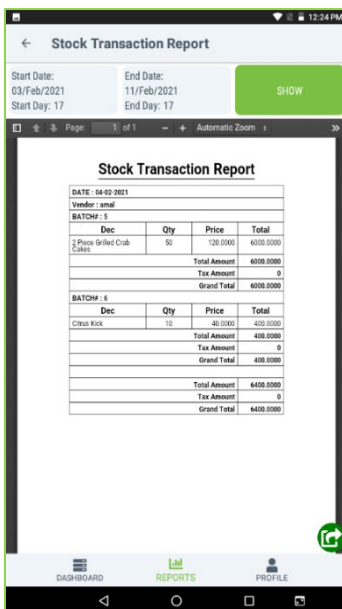 12:24 PM
Stock Transaction Report
Start Date: End Date:
03/Feb/2021 11/Feb/2021 SHOW
Start Day: 17 End Day: 17
Page: 1 of 1 − + Automatic Zoom
Stock Transaction Report
DATE : 04-02-2021
Vendor : amal
BATCH# : 5
Dec Qty Price Total
2 Piece Grilled Crab Cakes 50 120.0000 6000.0000
Total Amount 6000.0000
Tax Amount 0
Grand Total 6000.0000
BATCH# : 6
Dec Qty Price Total
Citrus Kick 10 40.0000 400.0000
Total Amount 400.0000
Tax Amount 0
Grand Total 400.0000
Total Amount 6400.0000
Tax Amount 0
Grand Total 6400.0000
DASHBOARD REPORTS PROFILE